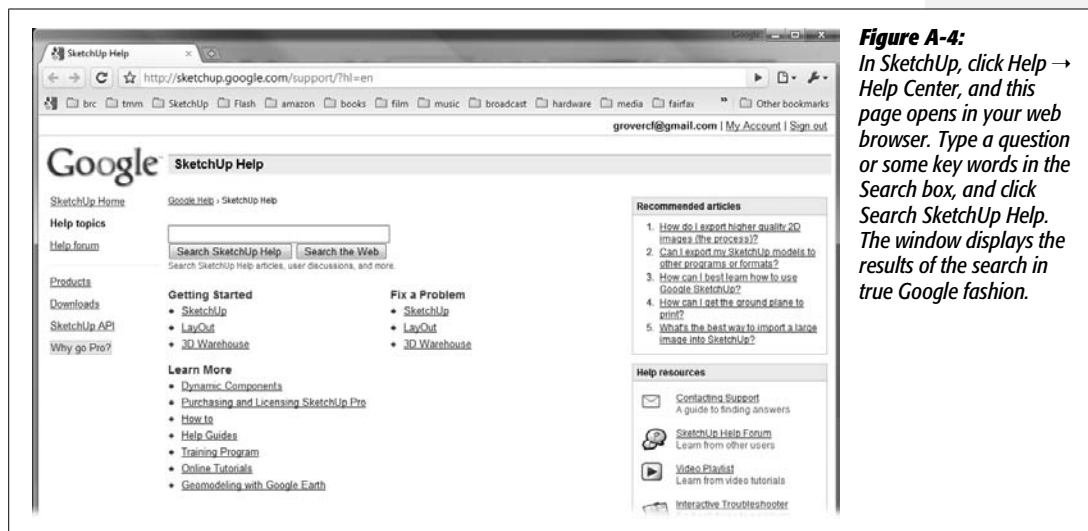 Google
SketchUp Help
http://sketchup.google.com/support/?hl=en
brc tmm SketchUp Flash amazon books film music broadcast hardware media fairfax » Other bookmarks
grovercf@gmail.com | My Account | Sign out
Google SketchUp Help
SketchUp Home
Help topics
Help forum
Products
Downloads
SketchUp API
Why go Pro?
Google Help › SketchUp Help
Search SketchUp Help Search the Web
Search SketchUp Help articles, user discussions, and more.
Getting Started
• SketchUp
• LayOut
• 3D Warehouse
Fix a Problem
• SketchUp
• LayOut
• 3D Warehouse
Learn More
• Dynamic Components
• Purchasing and Licensing SketchUp Pro
• How to
• Help Guides
• Training Program
• Online Tutorials
• Geomodeling with Google Earth
Recommended articles
1. How do I export higher quality 2D
images (the process)?
2. Can I export my SketchUp models to
other programs or formats?
3. How can I best learn how to use
Google SketchUp?
4. How can I get the ground plane to
print?
5. What's the best way to import a large
image into SketchUp?
Help resources
Contacting Support
A guide to finding answers
SketchUp Help Forum
Learn from other users
Video Playlist
Learn from video tutorials
Interactive Troubleshooter
Figure A-4:
In SketchUp, click Help →
Help Center, and this
page opens in your web
browser. Type a question
or some key words in the
Search box, and click
Search SketchUp Help.
The window displays the
results of the search in
true Google fashion.